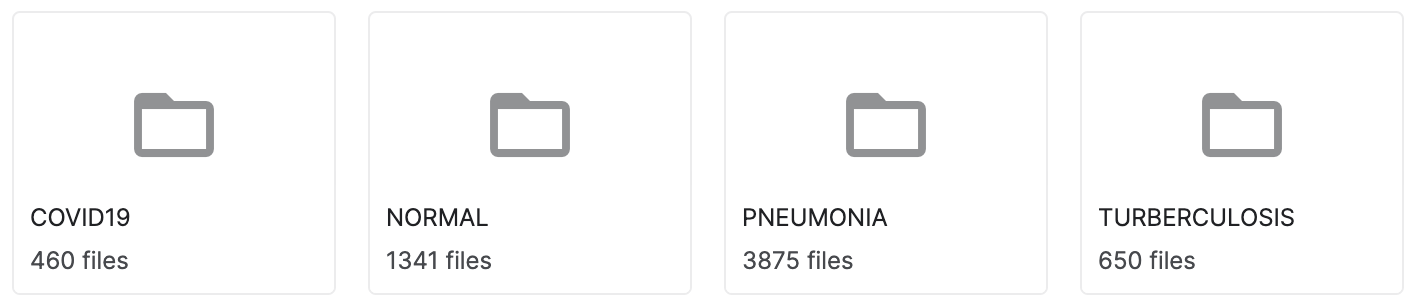 COVID19
460 files
NORMAL
1341 files
PNEUMONIA
3875 files
TURBERCULOSIS
650 files